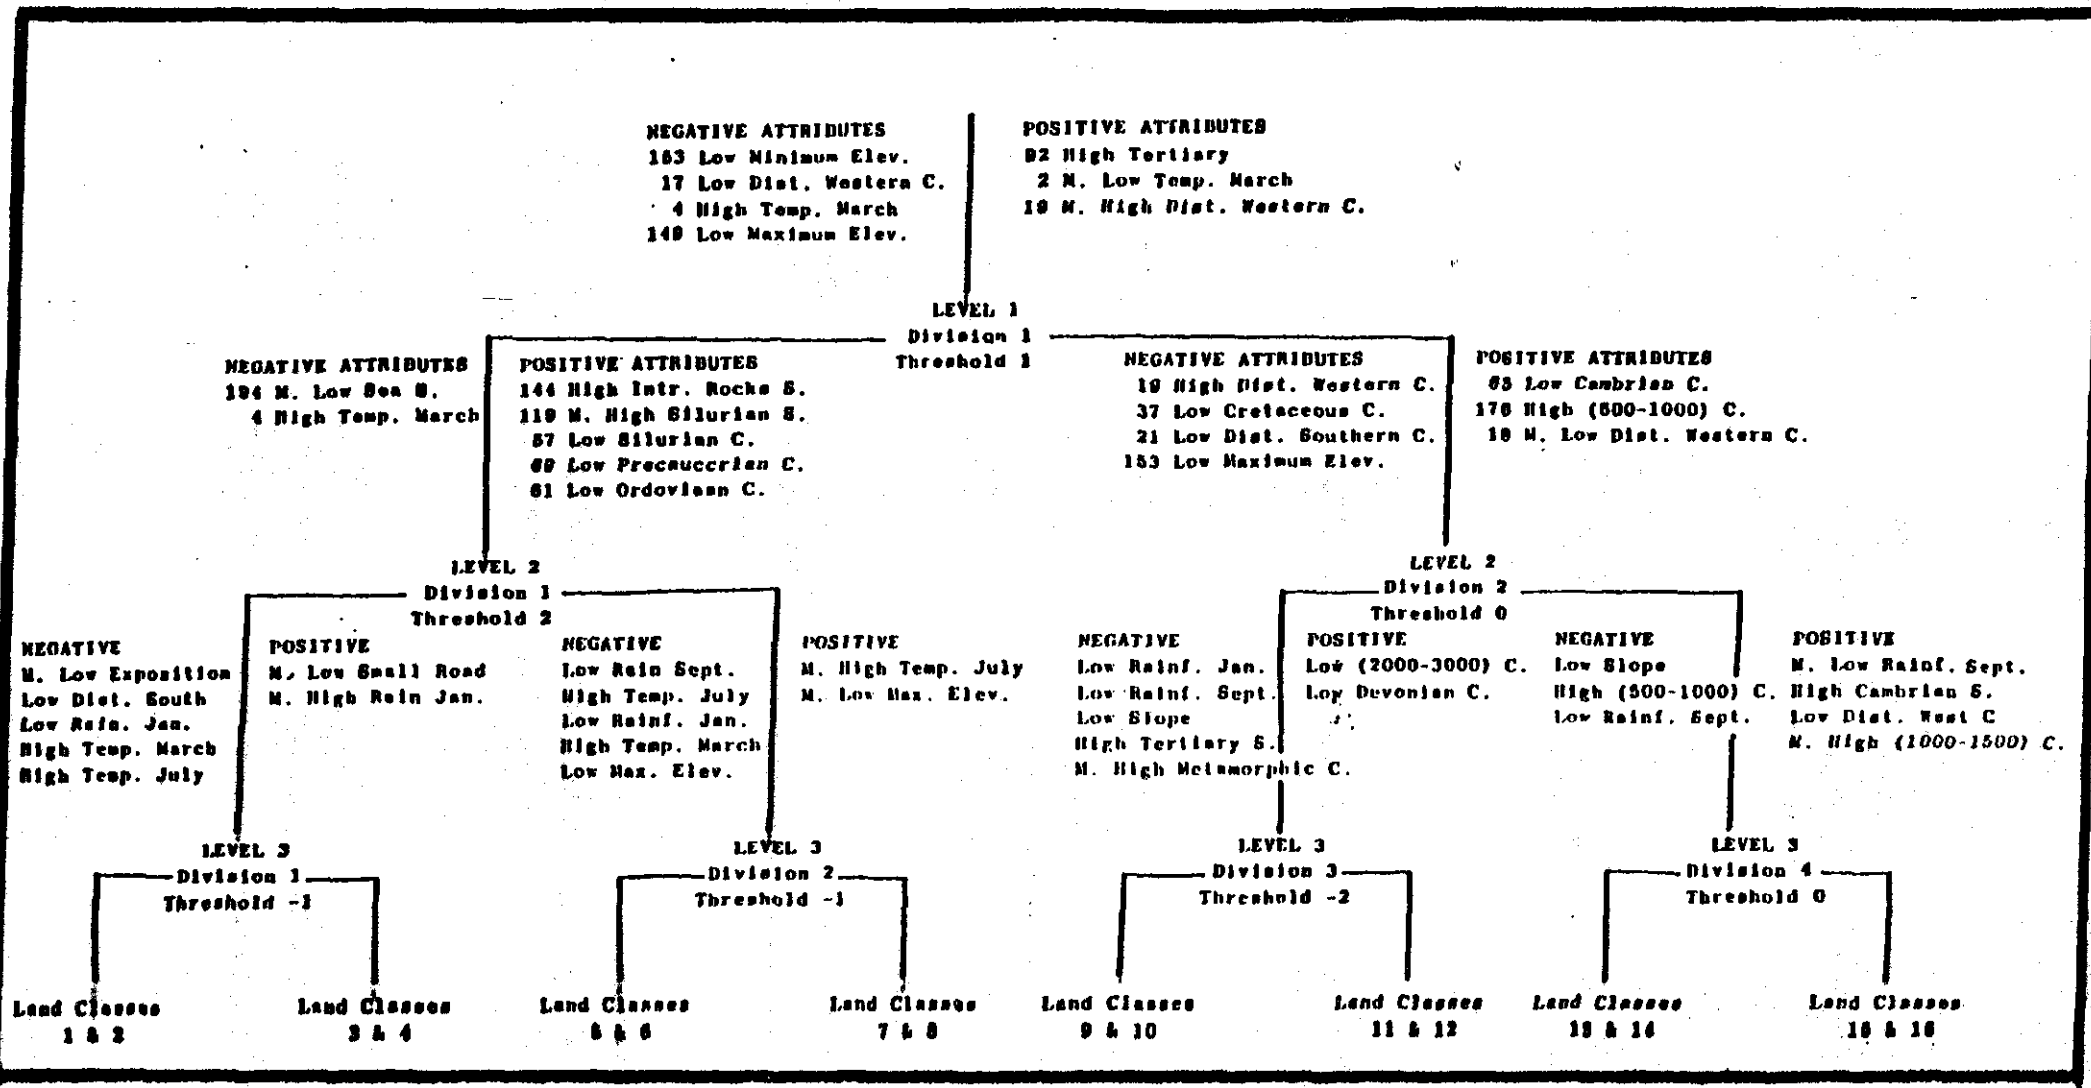 NEGATIVE ATTRIBUTES
153 Low Minimum Elev.
17 Low Dist. Western C.
4 High Temp. March
149 Low Maximum Elev.
POSITIVE ATTRIBUTES
92 High Tertiary
2 M. Low Temp. March
19 M. High Dist. Western C.
LEVEL 1
Division 1
Threshold 1
NEGATIVE ATTRIBUTES
194 M. Low Sea S.
4 High Temp. March
POSITIVE ATTRIBUTES
144 High Intr. Rocks S.
119 M. High Silurian S.
57 Low Silurian C.
69 Low C.
61 Low C.
NEGATIVE ATTRIBUTES
19 High Dist. Western C.
37 Low Cretaceous C.
21 Low Dist. Southern C.
153 Low Maximum Elev.
POSITIVE ATTRIBUTES
Low Cambrian C.
176 High (500-1000) C.
18 M. Low Dist. Western C.
LEVEL 2
Division 1
Threshold 2
LEVEL 2
Division 2
Threshold 0
NEGATIVE
M. Low Exposition
Low Dist. South
Low Rain. Jan.
High Temp. March
High Temp. July
POSITIVE
M. Low Small Road
M. High Rain Jan.
NEGATIVE
Low Rain Sept.
High Temp. July
Low Rainf. Jan.
High Temp. March
Low Max. Elev.
POSITIVE
M. High Temp. July
M. Low Max. Elev.
NEGATIVE
Low Rainf. Jan.
Low Rainf. Sept.
Low Slope
High Tertiary S.
M. High Metamorphic C.
POSITIVE
Low (2000-3000) C.
Low Devonian C.
NEGATIVE
Low Slope
High (500-1000) C.
Low Rainf. Sept.
POSITIVE
M. Low Rainf. Sept.
High Cambrian S.
Low Dist. West C
M. High (1000-1500) C.
LEVEL 3
Division 1
Threshold -1
LEVEL 3
Division 2
Threshold -1
LEVEL 3
Division 3
Threshold -2
LEVEL 3
Division 4
Threshold 0
Land Classes
1 & 2
Land Classes
3 & 4
Land Classes
5 & 6
Land Classes
7 & 8
Land Classes
9 & 10
Land Classes
11 & 12
Land Classes
13 & 14
Land Classes
15 & 16